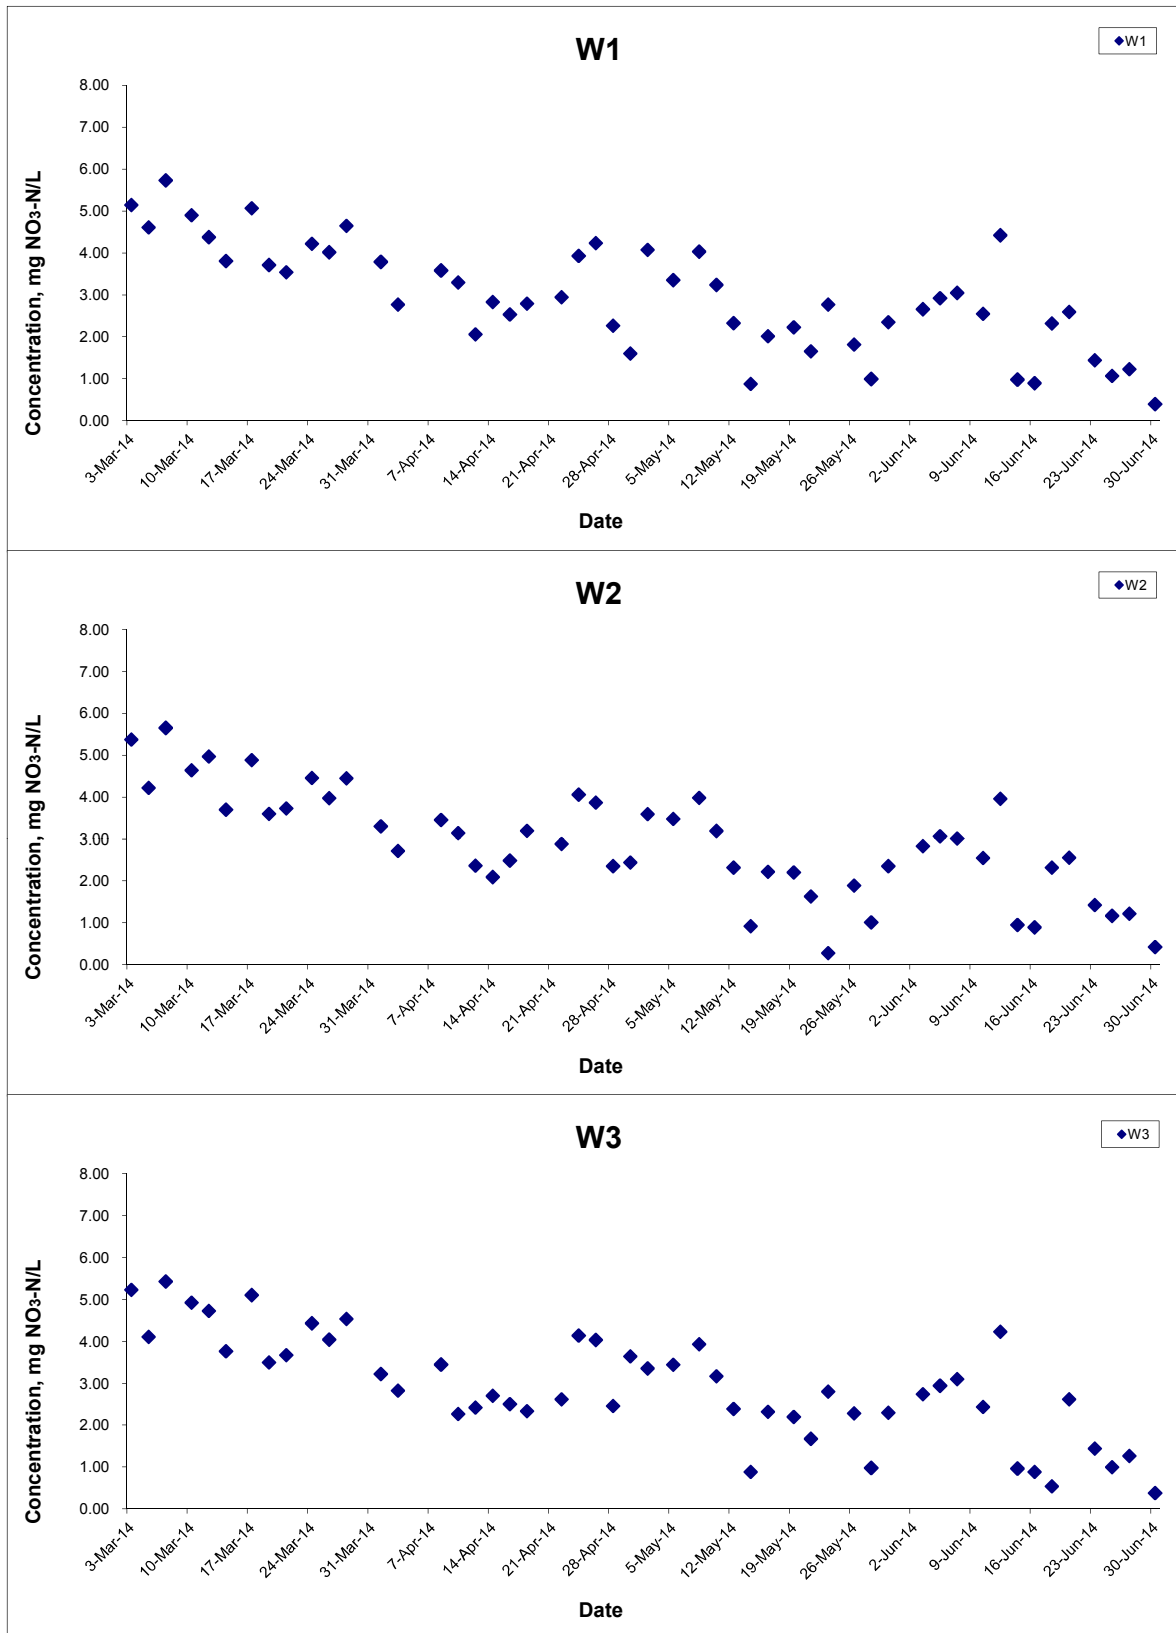 W1
W1
8.00
7.00
6.00
5.00
4.00
3.00
2.00
1.00
0.00
Concentration, mg NO3-N/L
3-Mar-14
10-Mar-14
17-Mar-14
24-Mar-14
31-Mar-14
7-Apr-14
14-Apr-14
21-Apr-14
28-Apr-14
5-May-14
12-May-14
19-May-14
26-May-14
2-Jun-14
9-Jun-14
16-Jun-14
23-Jun-14
30-Jun-14
Date
W2
W2
8.00
7.00
6.00
5.00
4.00
3.00
2.00
1.00
0.00
Concentration, mg NO3-N/L
3-Mar-14
10-Mar-14
17-Mar-14
24-Mar-14
31-Mar-14
7-Apr-14
14-Apr-14
21-Apr-14
28-Apr-14
5-May-14
12-May-14
19-May-14
26-May-14
2-Jun-14
9-Jun-14
16-Jun-14
23-Jun-14
30-Jun-14
Date
W3
W3
8.00
7.00
6.00
5.00
4.00
3.00
2.00
1.00
0.00
Concentration, mg NO3-N/L
3-Mar-14
10-Mar-14
17-Mar-14
24-Mar-14
31-Mar-14
7-Apr-14
14-Apr-14
21-Apr-14
28-Apr-14
5-May-14
12-May-14
19-May-14
26-May-14
2-Jun-14
9-Jun-14
16-Jun-14
23-Jun-14
30-Jun-14
Date